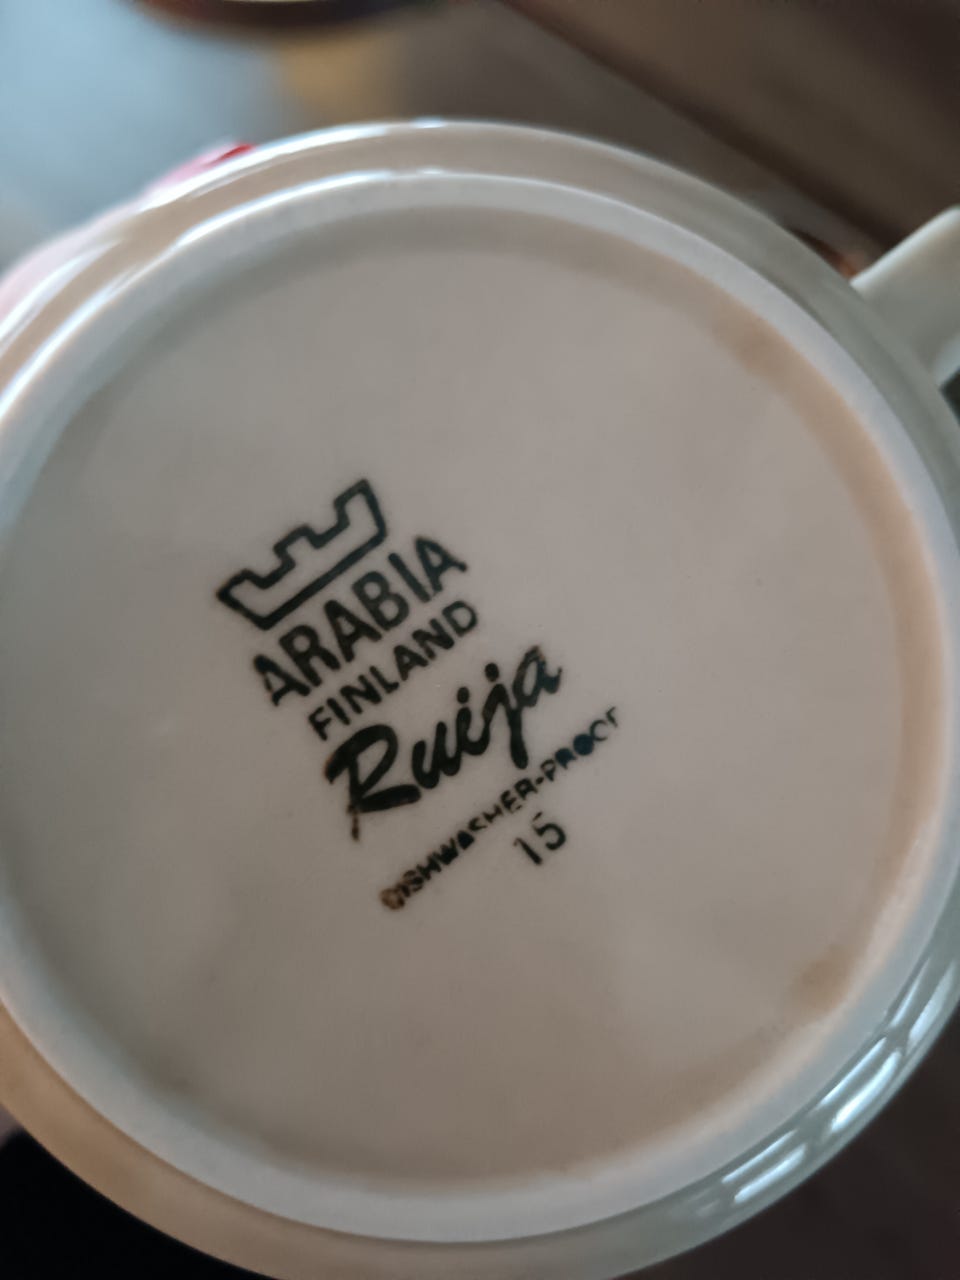 ARABIA
FINLAND
Ruija
DISHWASHER-PROOF
15